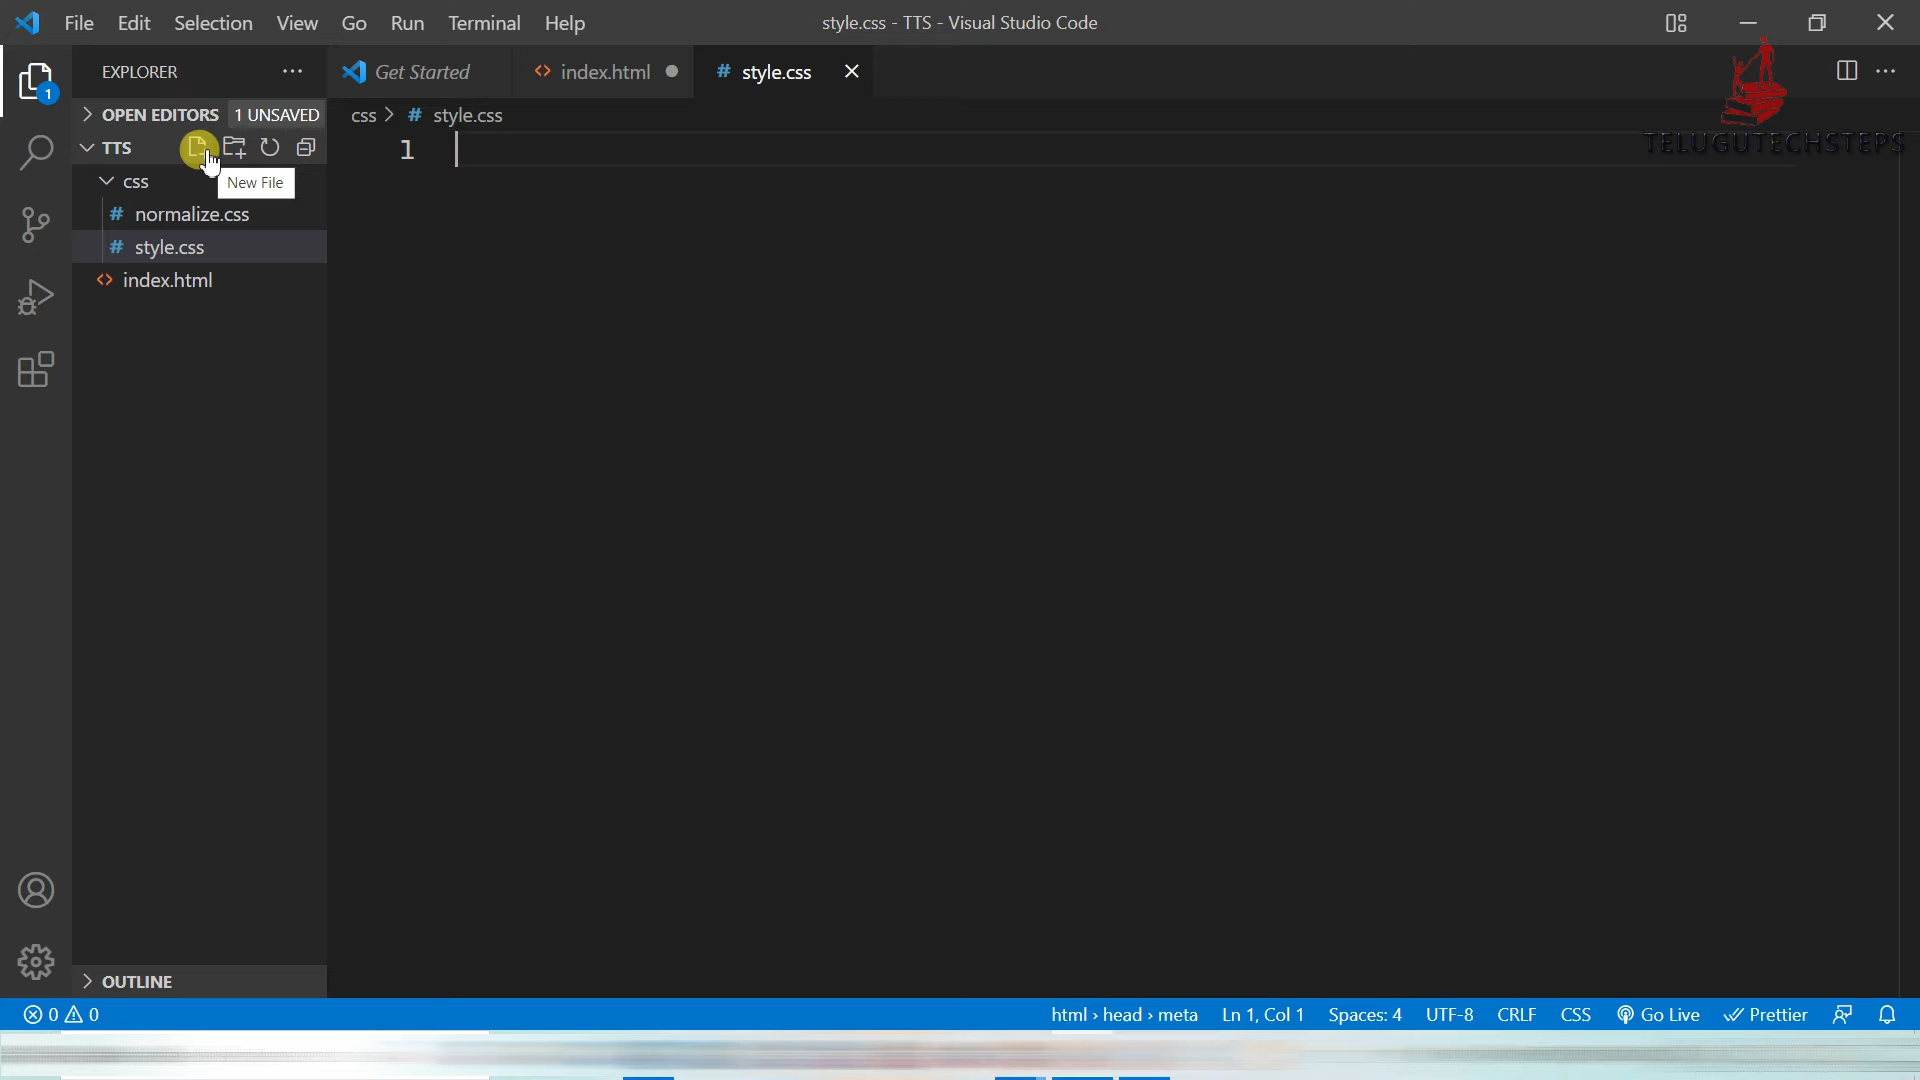 File Edit Selection View Go Run Terminal Help
style.css - TTS - Visual Studio Code
EXPLORER
Get Started
index.html
style.css
TELUGUTECHSTEPS
OPEN EDITORS
1 UNSAVED
css
style.css
TTS
1
css
New File
normalize.css
style.css
index.html
1
OUTLINE
0 0
html › head › meta
Ln 1, Col 1
Spaces: 4
UTF-8
CRLF
CSS
Go Live
Prettier